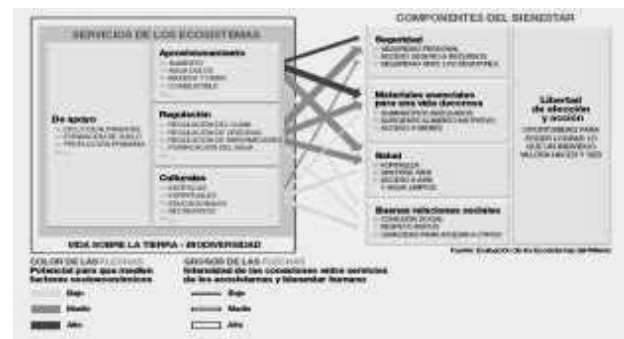 SERVICIOS DE LOS ECOSISTEMAS
COMPONENTES DEL BIENESTAR
De apoyo
CICLO DE NUTRIENTES
FORMACIÓN DE SUELO
PRODUCCIÓN PRIMARIA
Aprovisionamiento
ALIMENTO
AGUA DULCE
MADERA Y FIBRA
COMBUSTIBLE
Regulación
REGULACIÓN DEL CLIMA
REGULACIÓN DE
REGULACIÓN DE ENFERMEDADES
PURIFICACIÓN DEL AGUA
Culturales
ESTÉTICOS
ESPIRITUALES
EDUCACIONALES
RECREATIVOS
VIDA SOBRE LA TIERRA - BIODIVERSIDAD
Seguridad
SEGURIDAD PERSONAL
ACCESO SEGURO A RECURSOS
SEGURIDAD ANTE LOS DESASTRES
Materiales esenciales
para una vida decorosa
ACCESO A BIENES
Salud
FORTALEZA
SENTIRSE BIEN
ACCESO A AIRE
Y AGUA LIMPIOS
Buenas relaciones sociales
COHESIÓN SOCIAL
RESPETO MUTUO
CAPACIDAD PARA AYUDAR A OTROS
Libertad
de elección
y acción
OPORTUNIDAD PARA
PODER LOGRAR LO
QUE UN INDIVIDUO
VALORA HACER Y SER
Fuente: Evaluación de los Ecosistemas del Milenio
COLOR DE LAS FLECHAS
Potencial para que medien
factores socioeconómicos
Bajo
Medio
Alto
GROSOR DE LAS FLECHAS
Intensidad de las conexiones entre servicios
de los ecosistemas y bienestar humano
Bajo
Medio
Alto